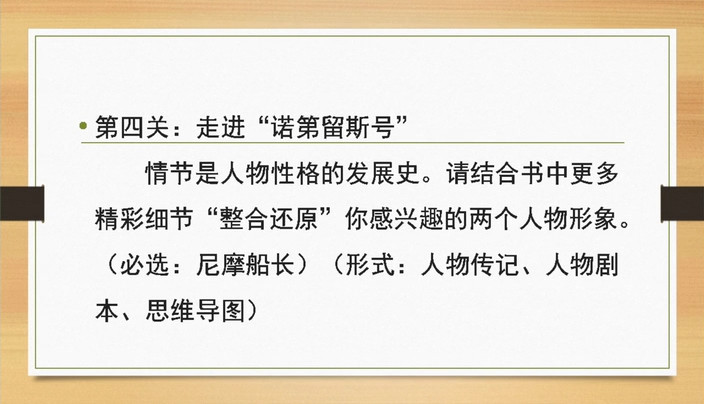 • 第四关：走进“诺第留斯号”
情节是人物性格的发展史。请结合书中更多
精彩细节“整合还原”你感兴趣的两个人物形象。
（必选：尼摩船长）（形式：人物传记、人物剧
本、思维导图）